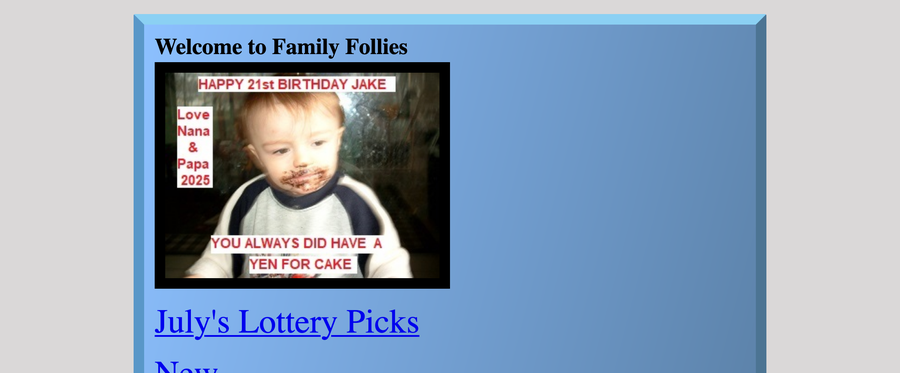 Welcome to Family Follies
HAPPY 21st BIRTHDAY JAKE
Love
Nana
&
Papa
2025
YOU ALWAYS DID HAVE A
YEN FOR CAKE
July's Lottery Picks
New